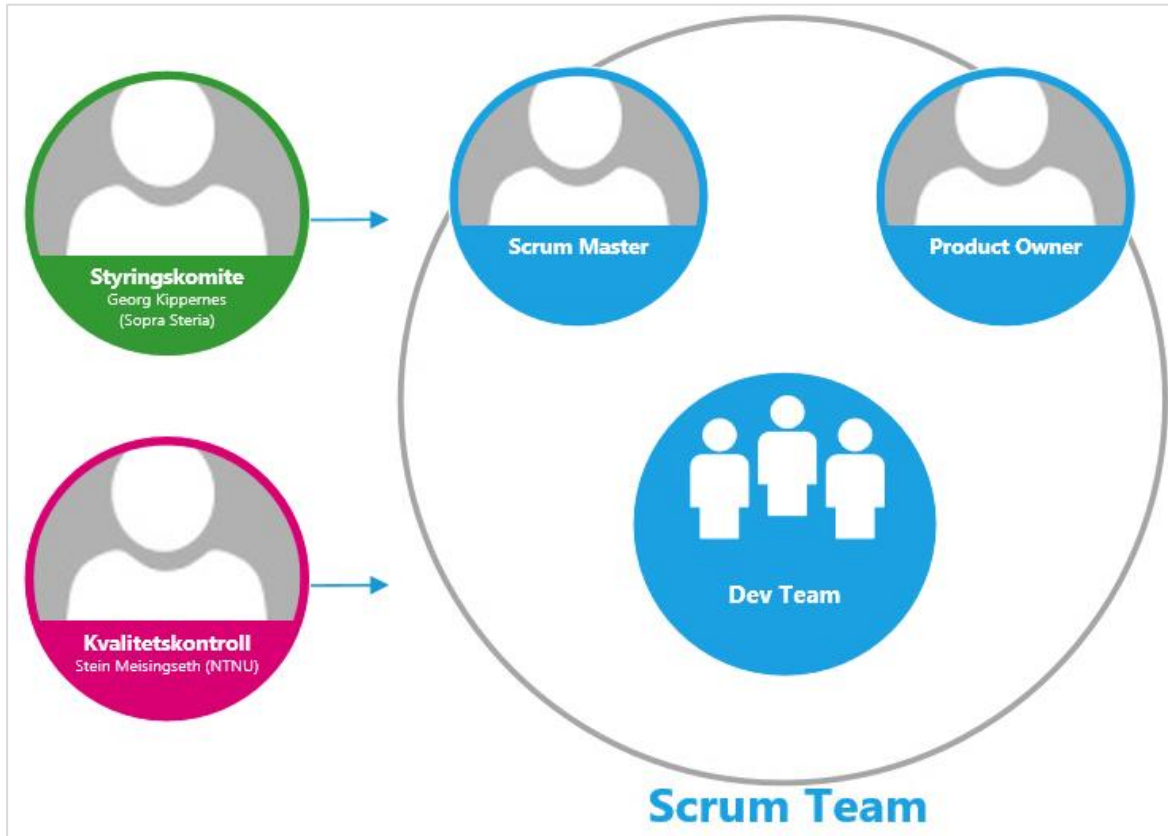 Styringskomite
Georg Kippernes
(Sopra Steria)
Scrum Master
Product Owner
Kvalitetskontroll
Stein Meisingseth (NTNU)
Dev Team
Scrum Team